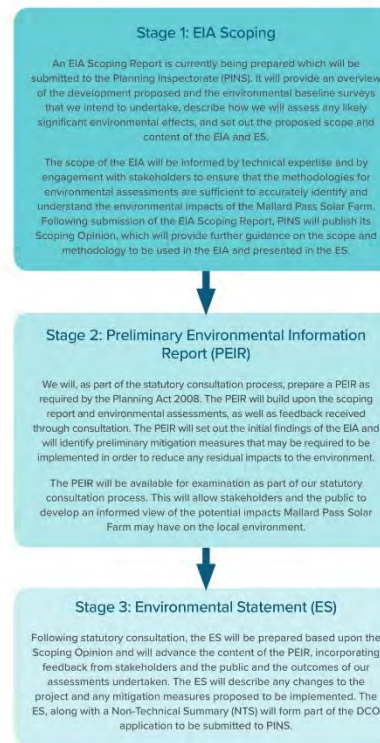 Stage 1: EIA Scoping
An EIA Scoping Report is currently being prepared which will be
submitted to the Planning Inspectorate (PINS). It will provide an overview
of the development proposed and the environmental baseline surveys
that we intend to undertake, describe how we will assess any likely
significant environmental effects, and set out the proposed scope and
content of the EIA and ES.
The scope of the EIA will be informed by technical expertise and by
engagement with stakeholders to ensure that the methodologies for
environmental assessments are sufficient to accurately identify and
understand the environmental impacts of the Mallard Pass Solar Farm.
Following submission of the EIA Scoping Report, PINS will publish its
Scoping Opinion, which will provide further guidance on the scope and
methodology to be used in the EIA and presented in the ES.
Stage 2: Preliminary Environmental Information
Report (PEIR)
We will, as part of the statutory consultation process, prepare a PEIR as
required by the Planning Act 2008. The PEIR will build upon the scoping
report and environmental assessments, as well as feedback received
through consultation. The PEIR will set out the initial findings of the EIA and
will identify preliminary mitigation measures that may be required to be
implemented in order to reduce any residual impacts to the environment.
The PEIR will be available for examination as part of our statutory
consultation process. This will allow stakeholders and the public to
develop an informed view of the potential impacts Mallard Pass Solar
Farm may have on the local environment.
Stage 3: Environmental Statement (ES)
Following statutory consultation, the ES will be prepared based upon the
Scoping Opinion and will advance the content of the PEIR, incorporating
feedback from stakeholders and the public and the outcomes of our
assessments undertaken. The ES will describe any changes to the
project and any mitigation measures proposed to be implemented. The
ES, along with a Non-Technical Summary (NTS) will form part of the DCO
application to be submitted to PINS.